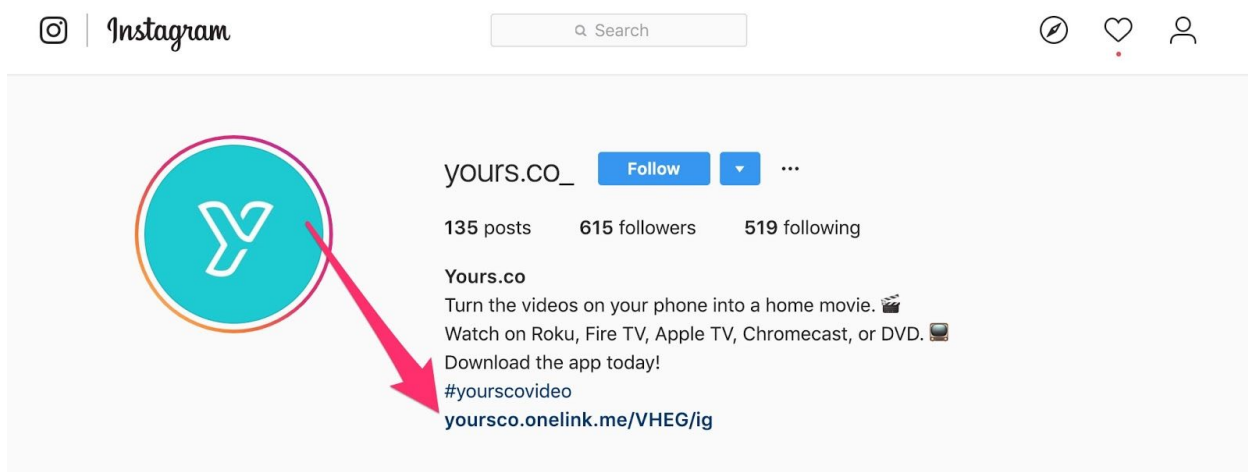 Instagram
Search
yours.co_ Follow ...
135 posts 615 followers 519 following
Yours.co
Turn the videos on your phone into a home movie. 🎬
Watch on Roku, Fire TV, Apple TV, Chromecast, or DVD. 📺
Download the app today!
#yourscovideo
yoursco.onelink.me/VHEG/ig